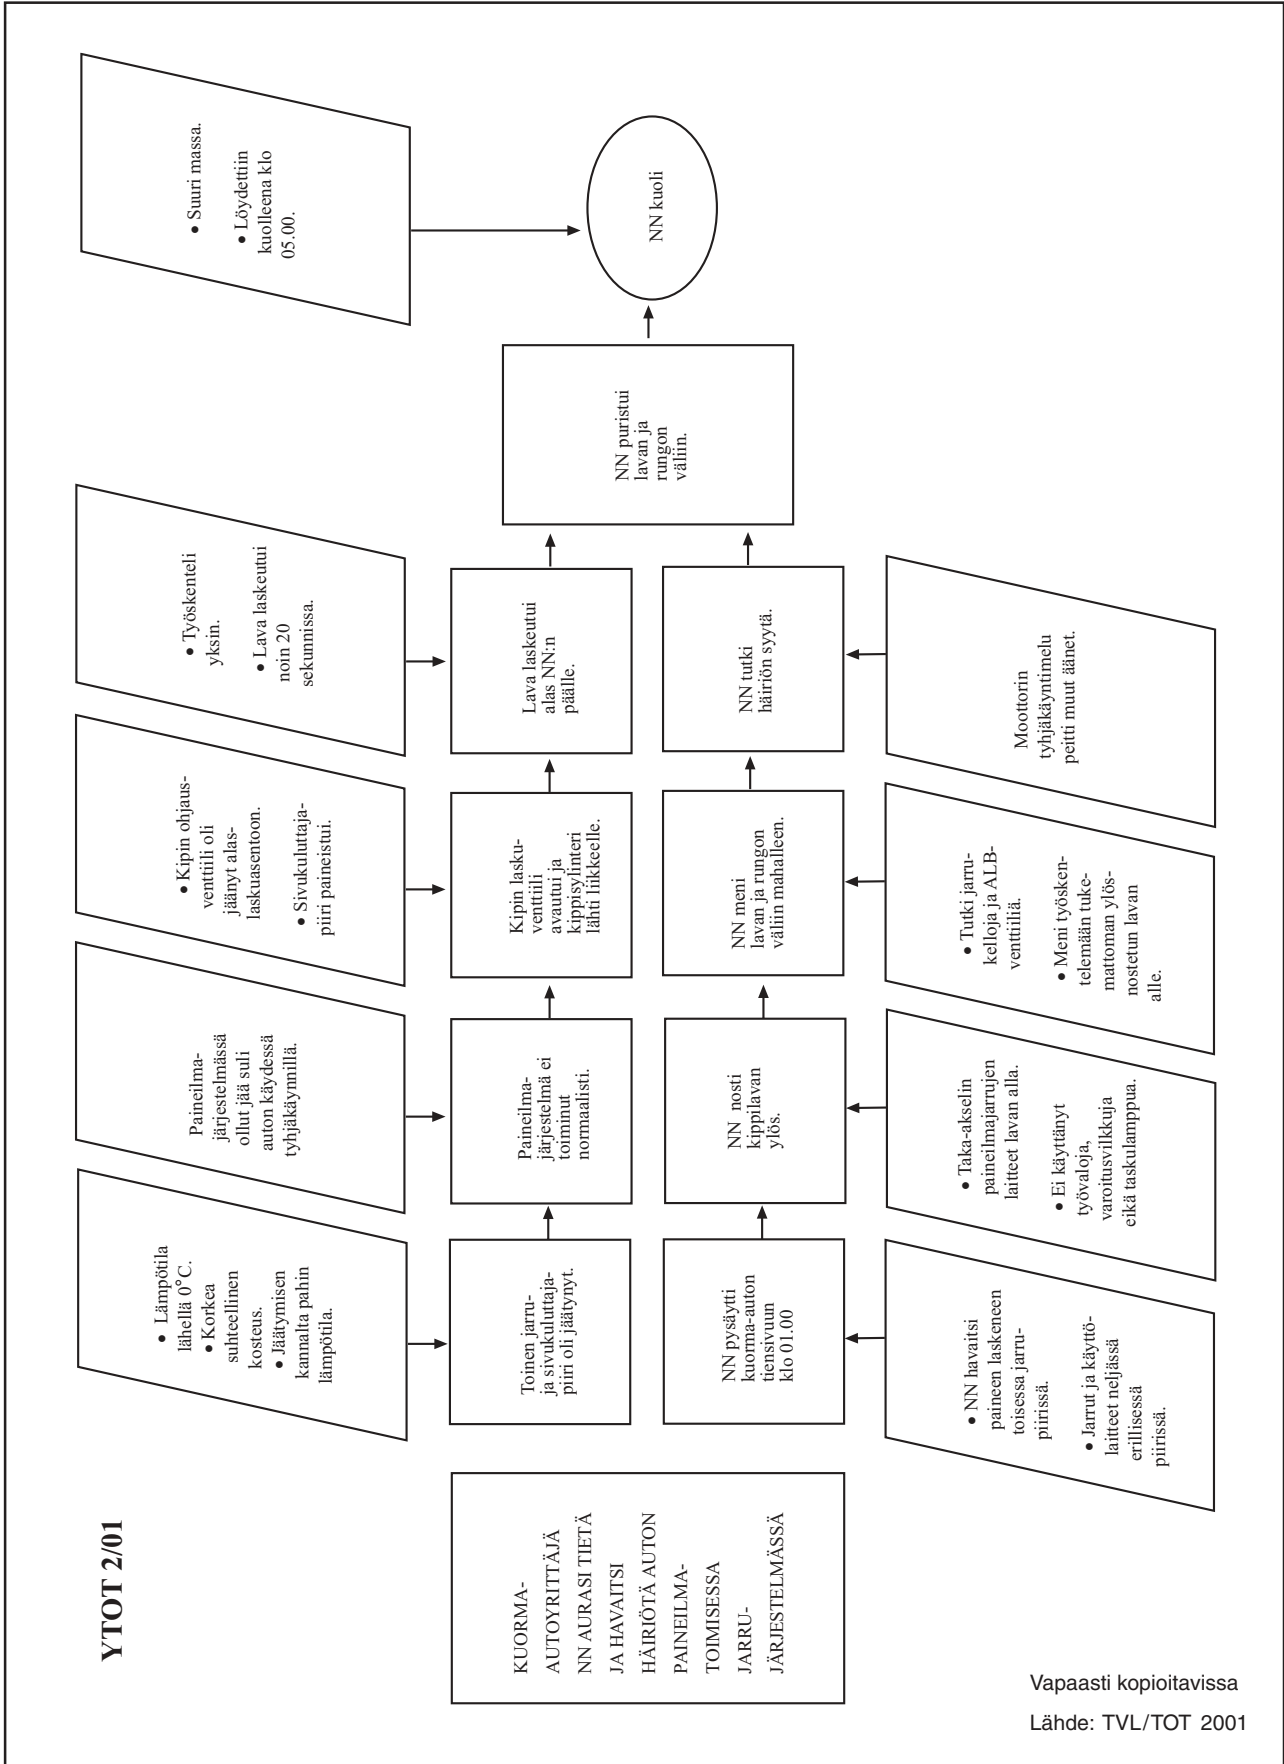 YTOT 2/01
KUORMA-
AUTOYRITTÄJÄ
NN AURASI TIETÄ
JA HAVAITSI
HÄIRIÖTÄ AUTON
PAINEILMA-
TOIMISESSA
JARRU-
JÄRJESTELMÄSSÄ
• Lämpötila
lähellä 0°C.
• Korkea
suhteellinen
kosteus.
• Jäätymisen
kannalta pahin
lämpötila.
Paineilma-
järjestelmässä
ollut jää suli
auton käydessä
tyhjäkäynnillä.
• Kipin ohjaus-
venttiili oli
jäänyt alas-
laskuasentoon.
• Sivukuluttaja-
piiri paineistui.
• Työskenteli
yksin.
• Lava laskeutui
noin 20
sekunnissa.
• Suuri massa.
• Löydettiin
kuolleena klo
05.00.
Toinen jarru-
ja sivukuluttaja-
piiri oli jäätynyt.
Paineilma-
järjestelmä ei
toiminut
normaalisti.
Kipin lasku-
venttiili
avautui ja
kippisylinteri
lähti liikkeelle.
Lava laskeutui
alas NN:n
päälle.
NN puristui
lavan ja
rungon
väliin.
NN kuoli
NN pysäytti
kuorma-auton
tiensivuun
klo 01.00
NN nosti
kippilavan
ylös.
NN meni
lavan ja rungon
väliin mahalleen.
NN tutki
häiriön syytä.
• NN havaitsi
paineen laskeneen
toisessa jarru-
piirissä.
• Jarrut ja käyttö-
laitteet neljässä
erillisessä
piirissä.
• Taka-akselin
paineilmajarrujen
laitteet lavan alla.
• Ei käyttänyt
työvaloja,
varoitusvilkkuja
eikä taskulamppua.
• Tutki jarru-
kelloja ja ALB-
venttiiliä.
• Meni työsken-
telemään tuke-
mattoman ylös-
nostetun lavan
alle.
Moottorin
tyhjäkäyntimelu
peitti muut äänet.
Vapaasti kopioitavissa
Lähde: TVL/TOT 2001